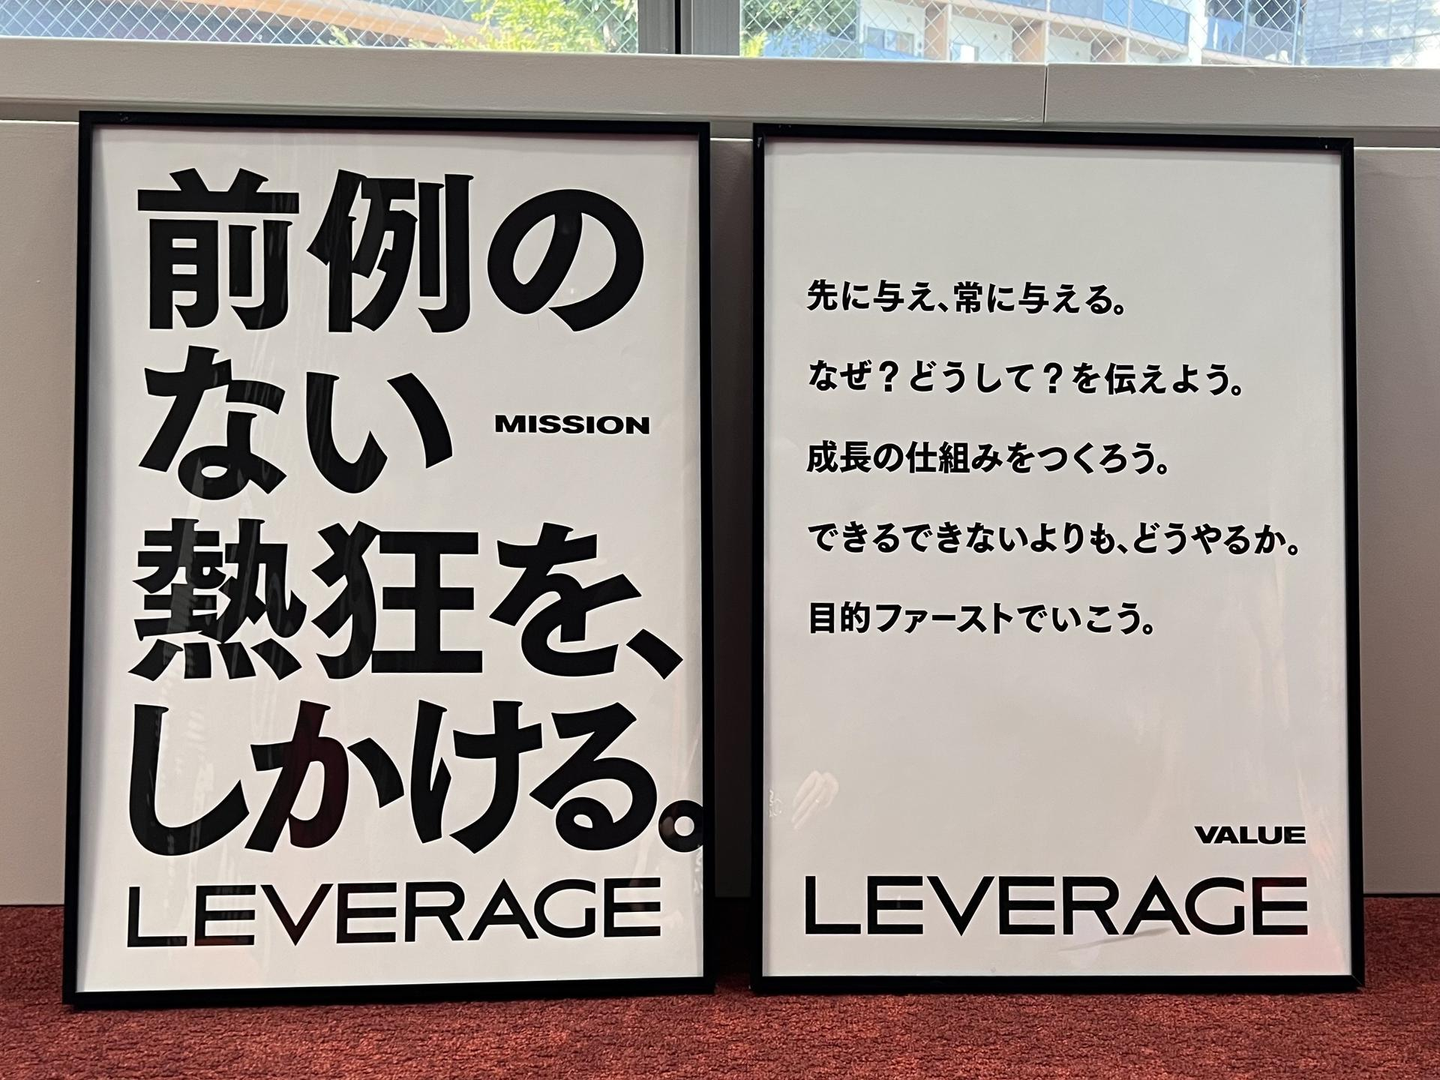 前例の
ない
MISSION
熱狂を、
しかける。
LEVERAGE
先に与え、常に与える。
なぜ？どうして？を伝えよう。
成長の仕組みをつくろう。
できるできないよりも、どうやるか。
目的ファーストでいこう。
VALUE
LEVERAGE